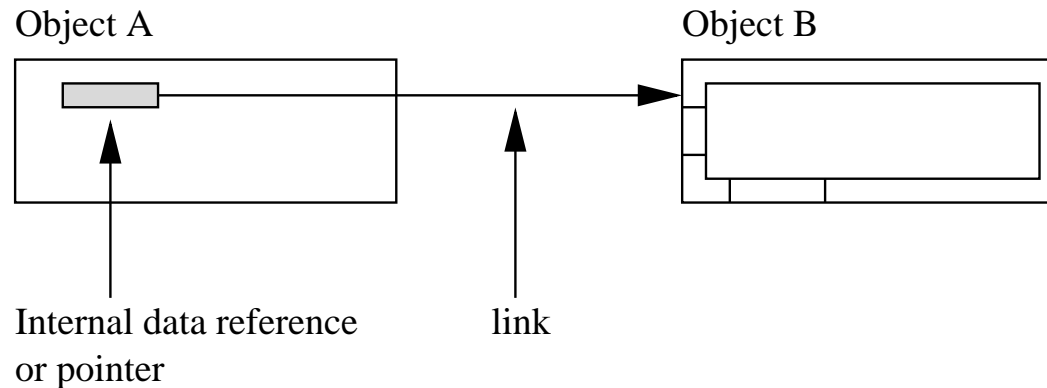 Object A
Object B
Internal data reference
or pointer
link